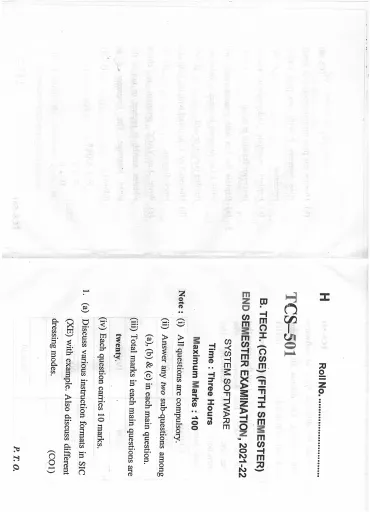 H
Roll No. ..............................
TCS–501
B. TECH. (CSE) (FIFTH SEMESTER)
END SEMESTER EXAMINATION, 2021-22
SYSTEM SOFTWARE
Time : Three Hours
Maximum Marks : 100
Note : (i) All questions are compulsory.
(ii) Answer any two sub-questions among
(a), (b) & (c) in each main question.
(iii) Total marks in each main questions are
twenty.
(iv) Each question carries 10 marks.
1. (a) Discuss various instruction formats in SIC
(XE) with example. Also discuss different
dressing modes. (CO1)
P. T. O.